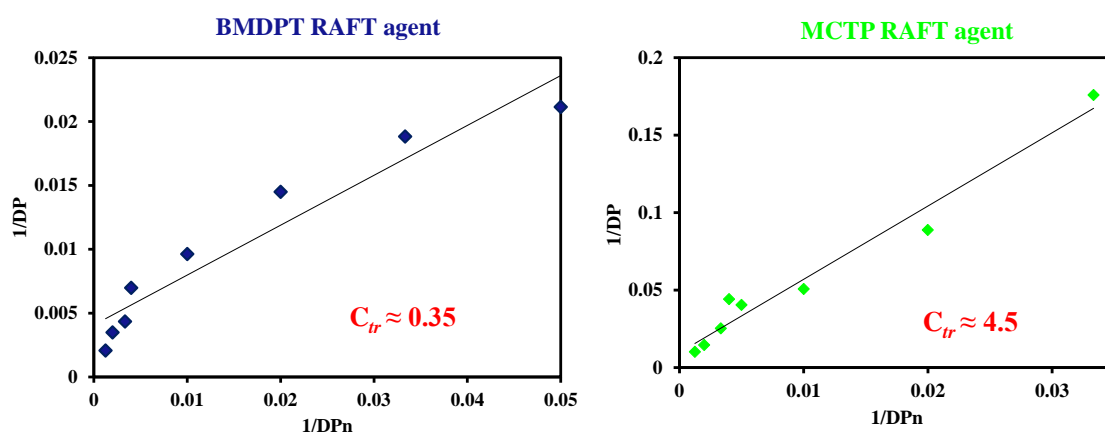 BMDPT RAFT agent
0.025
0.02
0.015
0.01
0.005
0
1/DP
0 0.01 0.02 0.03 0.04 0.05
1/DPn
C_tr ≈ 0.35
MCTP RAFT agent
0.2
0.15
0.1
0.05
0
1/DP
0 0.01 0.02 0.03
1/DPn
C_tr ≈ 4.5